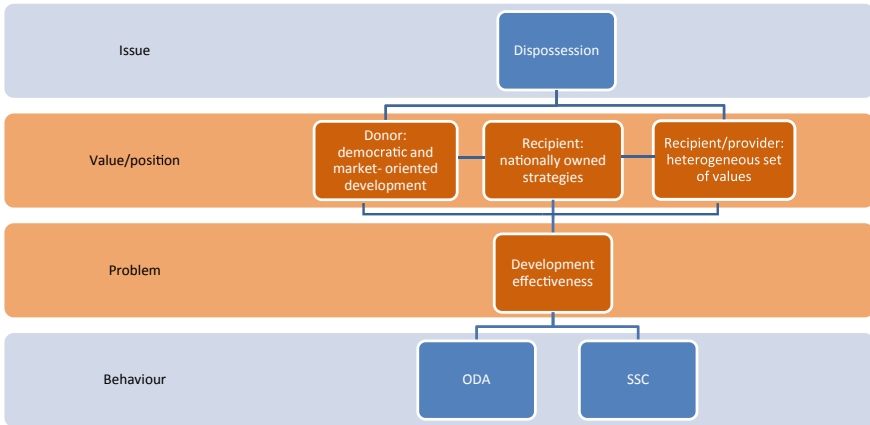 Issue
Dispossession
Value/position
Donor:
democratic and
market- oriented
development
Recipient:
nationally owned
strategies
Recipient/provider:
heterogeneous set
of values
Problem
Development
effectiveness
Behaviour
ODA
SSC